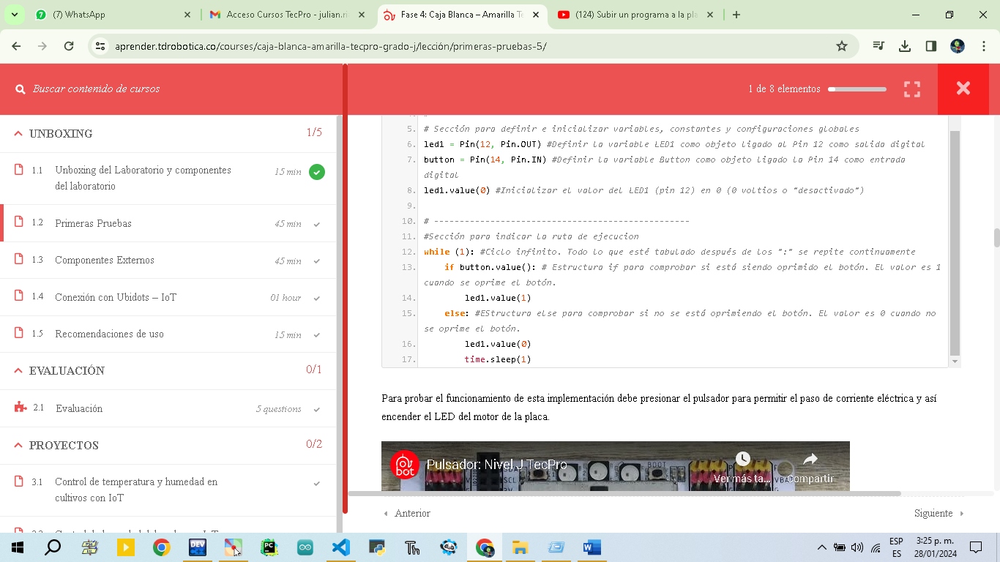 (7) WhatsApp
Acceso Cursos TecPro - julian.ri
Fase 4: Caja Blanca – Amarilla Te
(124) Subir un programa a la pla
aprender.tdrobotica.co/courses/caja-blanca-amarilla-tecpro-grado-j/lección/primeras-pruebas-5/
Buscar contenido de cursos
1 de 8 elementos
UNBOXING 1/5
1.1 Unboxing del Laboratorio y componentes
del laboratorio
15 min
1.2 Primeras Pruebas 45 min
1.3 Componentes Externos 45 min
1.4 Conexión con Ubidots – IoT 01 hour
1.5 Recomendaciones de uso 15 min
EVALUACIÓN 0/1
2.1 Evaluación 5 questions
PROYECTOS 0/2
3.1 Control de temperatura y humedad en
cultivos con IoT
5. # Sección para definir e inicializar variables, constantes y configuraciones globales
6. led1 = Pin(12, Pin.OUT) #Definir la variable LED1 como objeto ligado al Pin 12 como salida digital
7. button = Pin(14, Pin.IN) #Definir la variable Button como objeto ligado la Pin 14 como entrada
digital
8. led1.value(0) #Inicializar el valor del LED1 (pin 12) en 0 (0 voltios o "desactivado")
9.
10. # --------------------------------------------------
11. #Sección para indicar la ruta de ejecucion
12. while (1): #Ciclo infinito. Todo lo que esté tabulado después de los ":" se repite continuamente
13. if button.value(): # Estructura if para comprobar si está siendo oprimido el botón. El valor es 1
cuando se oprime el botón.
14. led1.value(1)
15. else: #EStructura else para comprobar si no se está oprimiendo el botón. El valor es 0 cuando no
se oprime el botón.
16. led1.value(0)
17. time.sleep(1)
Para probar el funcionamiento de esta implementación debe presionar el pulsador para permitir el paso de corriente eléctrica y así
encender el LED del motor de la placa.
bot
Pulsador: Nivel J TecPro
Ver más ta...
Compartir
SCL
BOOT
VBA
Anterior
Siguiente
DEV
PC
Th
ESP
ES
3:25 p. m.
28/01/2024